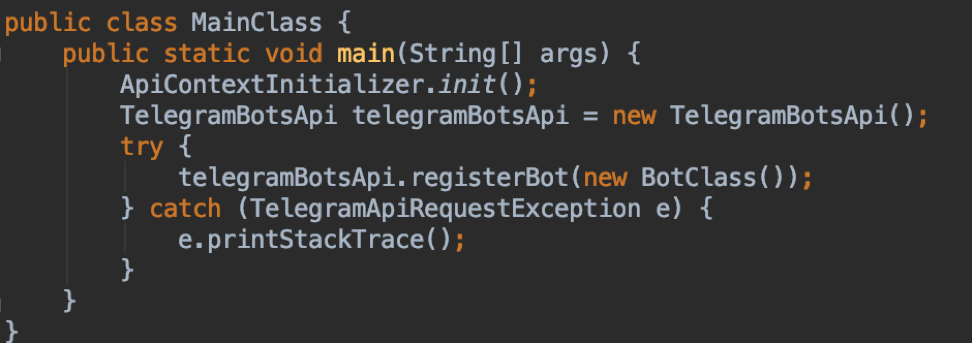 public class MainClass {
    public static void main(String[] args) {
        ApiContextInitializer.init();
        TelegramBotsApi telegramBotsApi = new TelegramBotsApi();
        try {
            telegramBotsApi.registerBot(new BotClass());
        } catch (TelegramApiRequestException e) {
            e.printStackTrace();
        }
    }
}